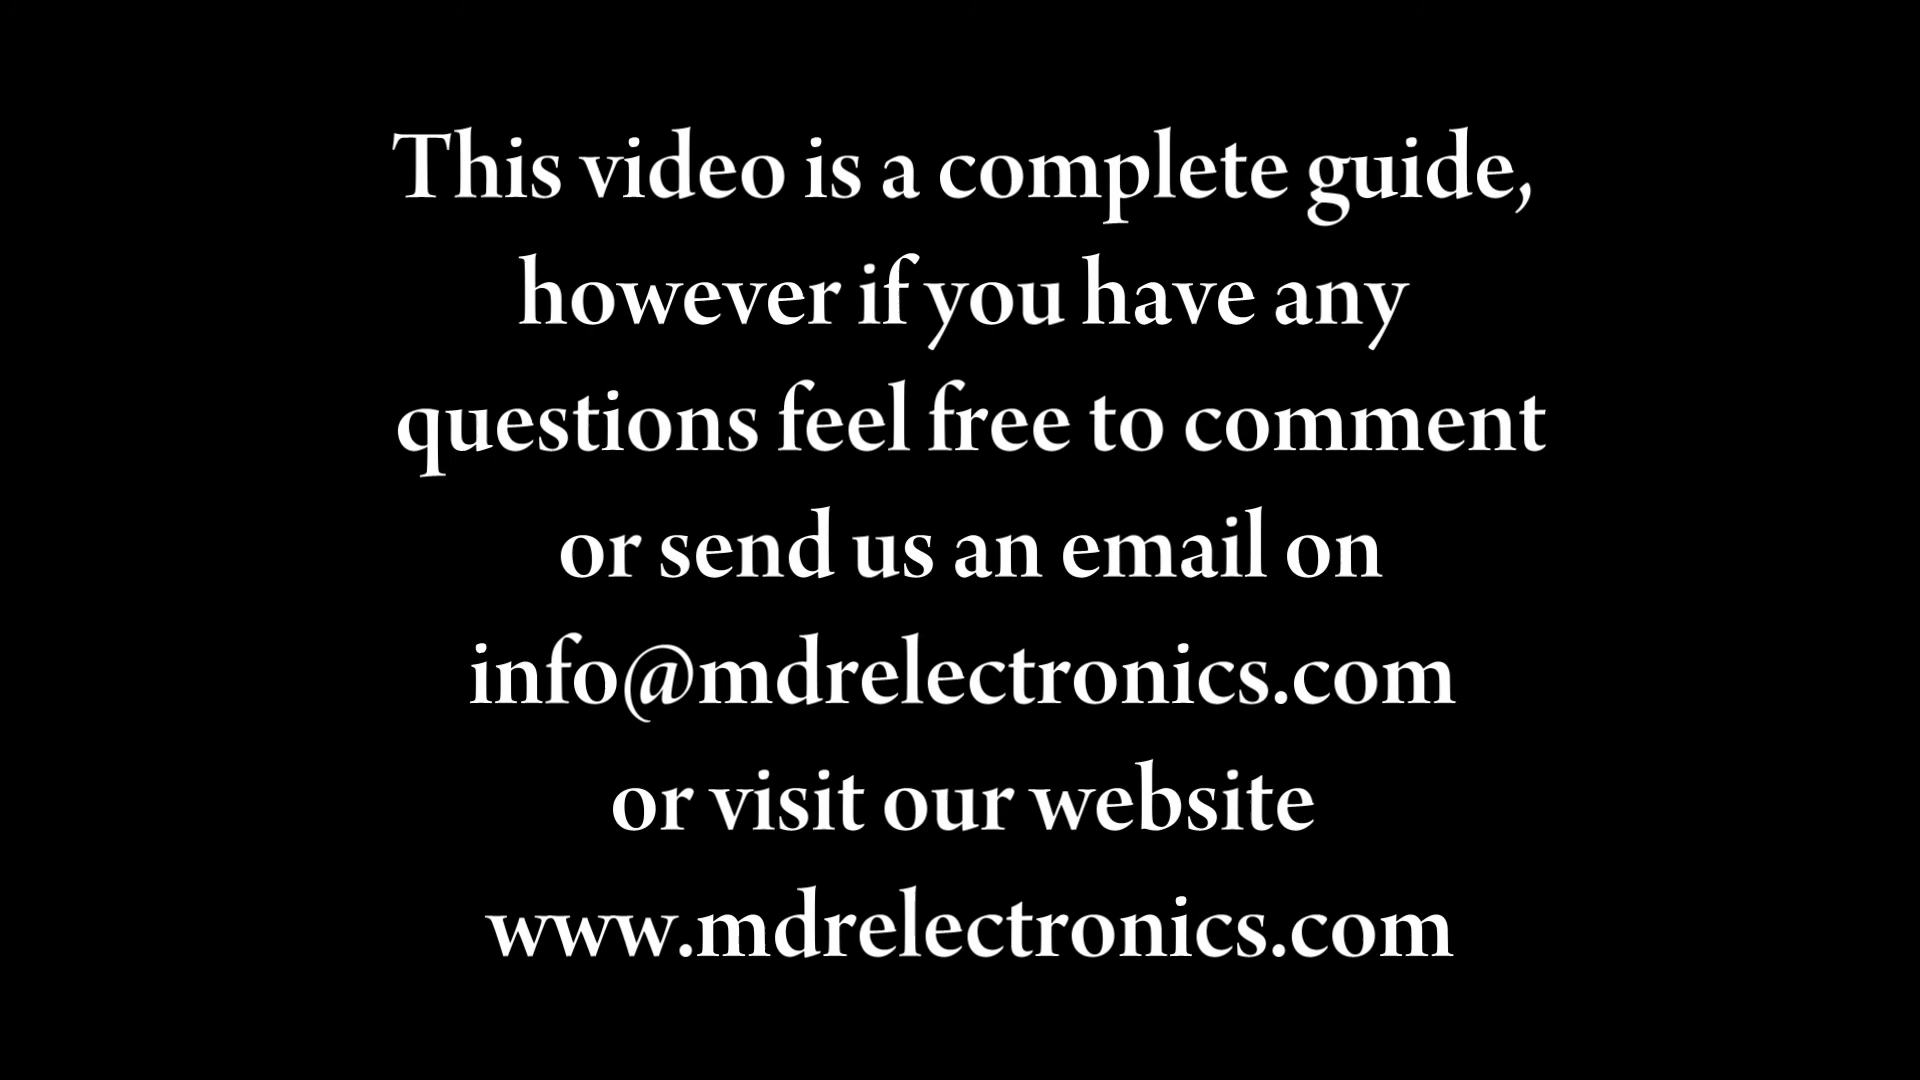 This video is a complete guide,
however if you have any
questions feel free to comment
or send us an email on
info@mdrelectronics.com
or visit our website
www.mdrelectronics.com